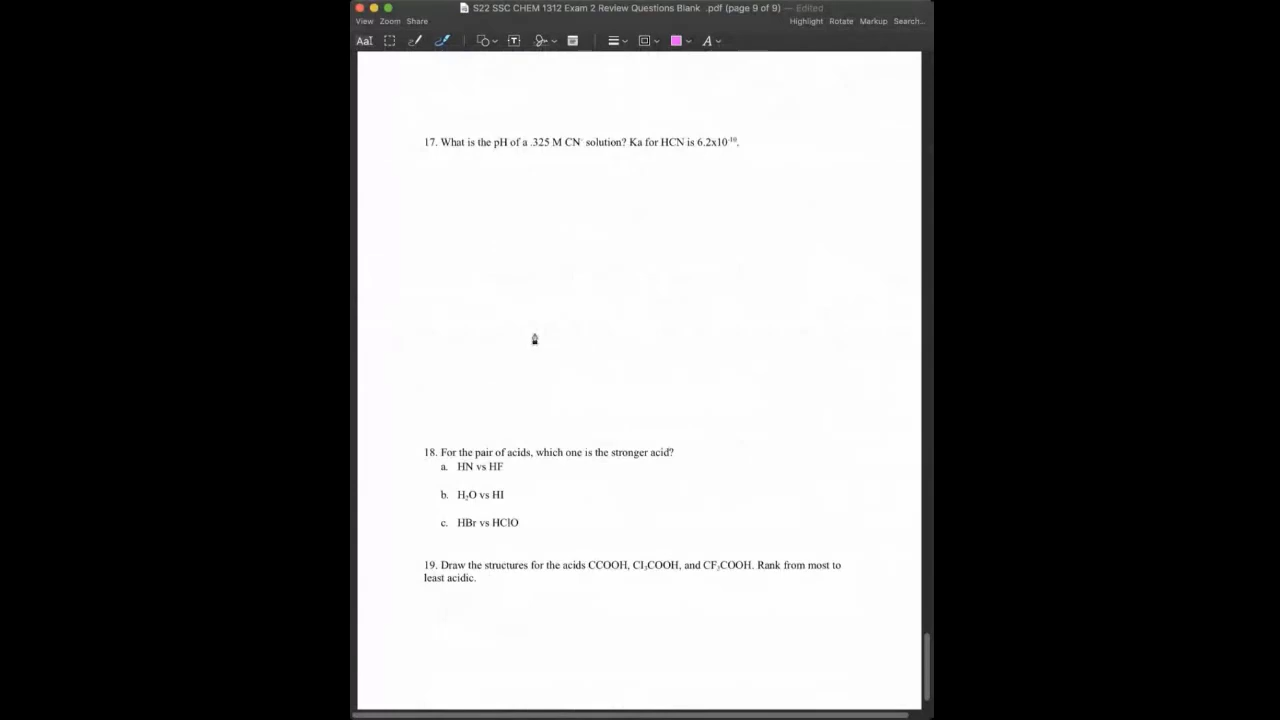 S22 SSC CHEM 1312 Exam 2 Review Questions Blank .pdf (page 9 of 9) — Edited
View Zoom Share Highlight Rotate Markup Search...
AaI T A
17. What is the pH of a .325 M CN⁻ solution? Ka for HCN is 6.2x10⁻¹⁰.
18. For the pair of acids, which one is the stronger acid?
a. HN vs HF
b. H₂O vs HI
c. HBr vs HClO
19. Draw the structures for the acids CCOOH, CI₃COOH, and CF₃COOH. Rank from most to
least acidic.